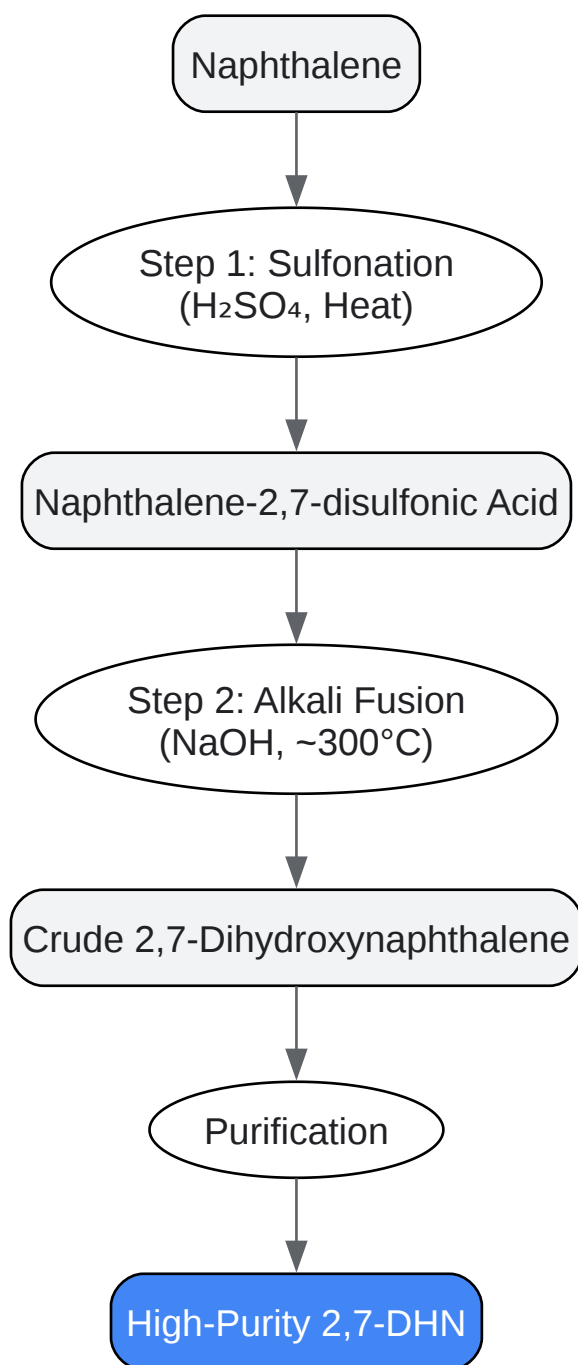 Naphthalene
Step 1: Sulfonation
(H₂SO₄, Heat)
Naphthalene-2,7-disulfonic Acid
Step 2: Alkali Fusion
(NaOH, ~300°C)
Crude 2,7-Dihydroxynaphthalene
Purification
High-Purity 2,7-DHN